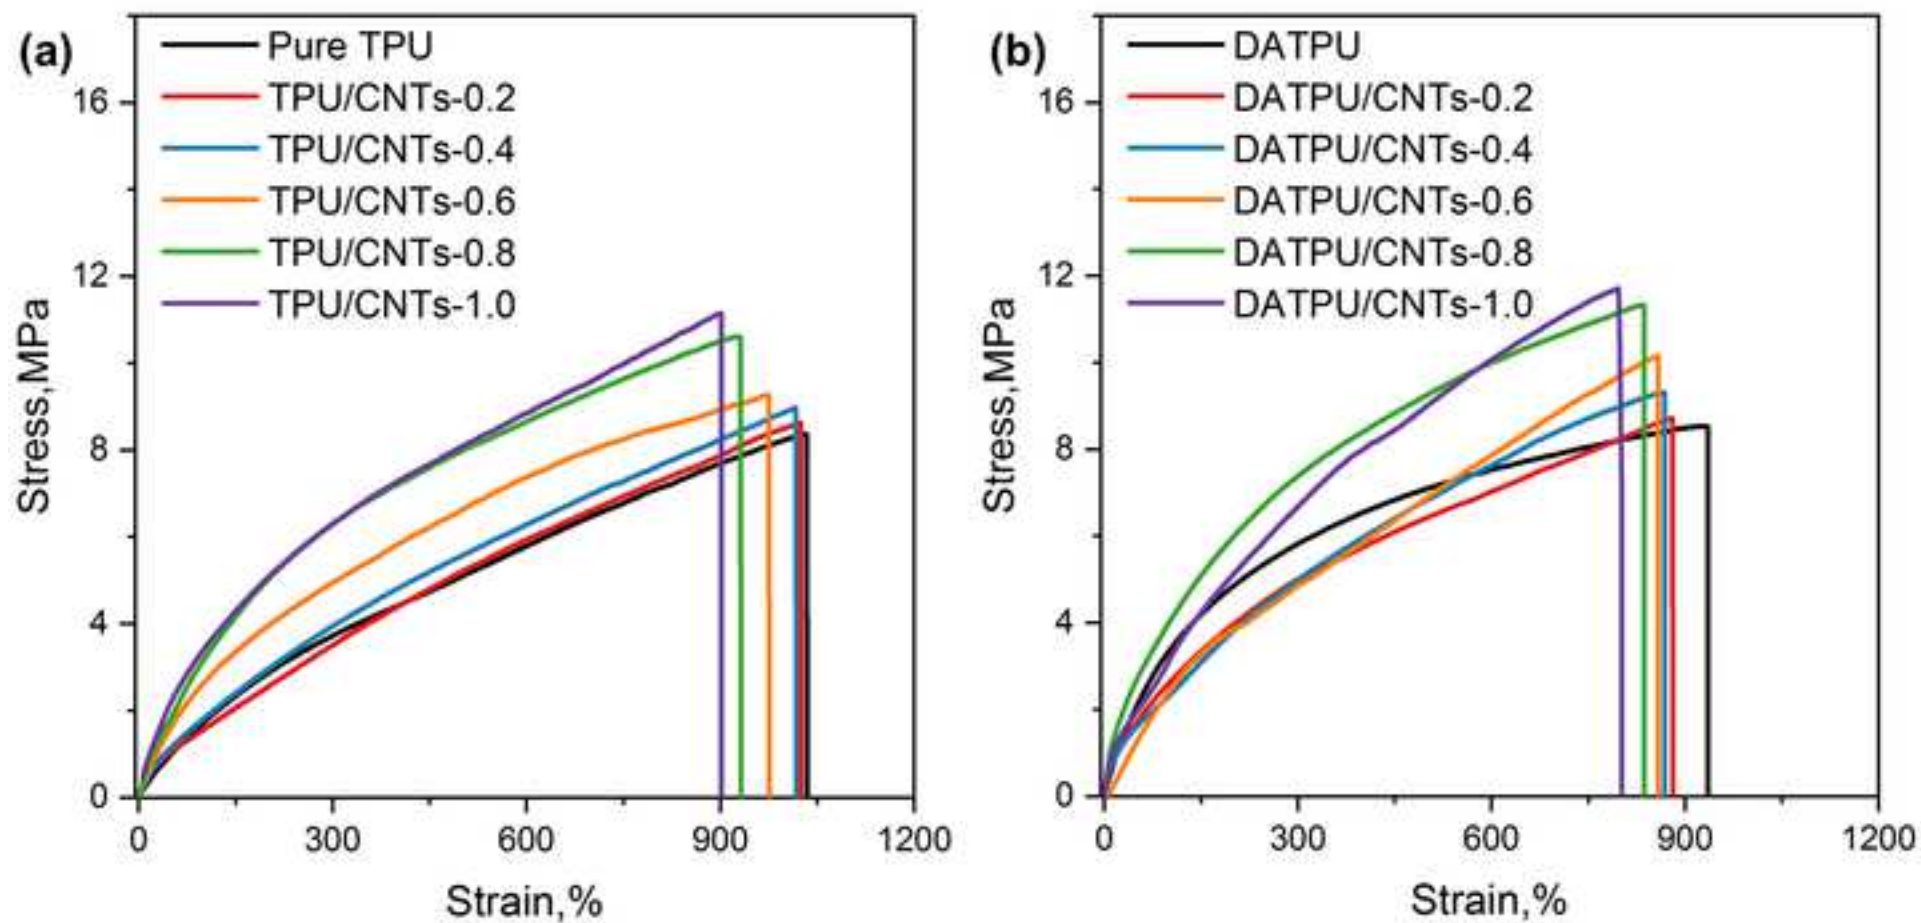 (a)
Pure TPU
TPU/CNTs-0.2
TPU/CNTs-0.4
TPU/CNTs-0.6
TPU/CNTs-0.8
TPU/CNTs-1.0
16
12
8
4
0
Stress,MPa
0 300 600 900 1200
Strain,%
(b)
DATPU
DATPU/CNTs-0.2
DATPU/CNTs-0.4
DATPU/CNTs-0.6
DATPU/CNTs-0.8
DATPU/CNTs-1.0
16
12
8
4
0
Stress,MPa
0 300 600 900 1200
Strain,%